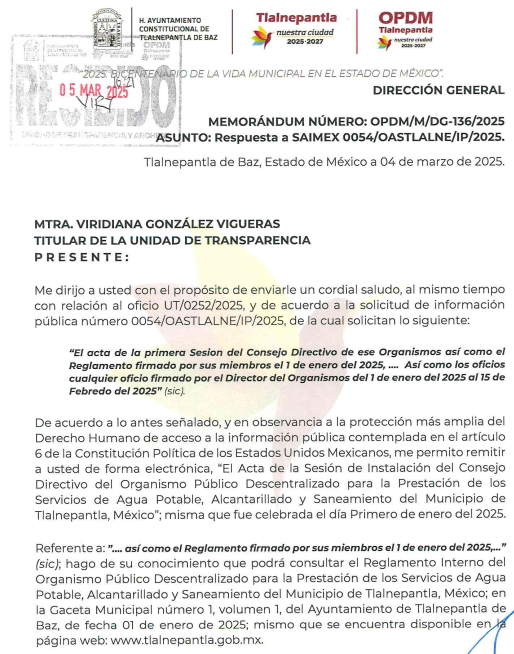 H. AYUNTAMIENTO
CONSTITUCIONAL DE
TLALNEPANTLA DE BAZ
Tlalnepantla
nuestra ciudad
2025-2027
OPDM
Tlalnepantla
nuestra ciudad
2025-2027
"2025. BICENTENARIO DE LA VIDA MUNICIPAL EN EL ESTADO DE MÉXICO".
OPDM
RECIBIDO
16:21
05 MAR 2025
DIRECCIÓN GENERAL
MEMORÁNDUM NÚMERO: OPDM/M/DG-136/2025
ASUNTO: Respuesta a SAIMEX 0054/OASTLALNE/IP/2025.
Tlalnepantla de Baz, Estado de México a 04 de marzo de 2025.
MTRA. VIRIDIANA GONZÁLEZ VIGUERAS
TITULAR DE LA UNIDAD DE TRANSPARENCIA
P R E S E N T E :
Me dirijo a usted con el propósito de enviarle un cordial saludo, al mismo tiempo
con relación al oficio UT/0252/2025, y de acuerdo a la solicitud de información
pública número 0054/OASTLALNE/IP/2025, de la cual solicitan lo siguiente:
"El acta de la primera Sesion del Consejo Directivo de ese Organismos así como el
Reglamento firmado por sus miembros el 1 de enero del 2025, .... Así como los oficios
cualquier oficio firmado por el Director del Organismos del 1 de enero del 2025 al 15 de
Febredo del 2025" (sic).
De acuerdo a lo antes señalado, y en observancia a la protección más amplia del
Derecho Humano de acceso a la información pública contemplada en el artículo
6 de la Constitución Política de los Estados Unidos Mexicanos, me permito remitir
a usted de forma electrónica, "El Acta de la Sesión de Instalación del Consejo
Directivo del Organismo Público Descentralizado para la Prestación de los
Servicios de Agua Potable, Alcantarillado y Saneamiento del Municipio de
Tlalnepantla, México"; misma que fue celebrada el día Primero de enero del 2025.
Referente a: ".... así como el Reglamento firmado por sus miembros el 1 de enero del 2025,..."
(sic); hago de su conocimiento que podrá consultar el Reglamento Interno del
Organismo Público Descentralizado para la Prestación de los Servicios de Agua
Potable, Alcantarillado y Saneamiento del Municipio de Tlalnepantla, México; en
la Gaceta Municipal número 1, volumen 1, del Ayuntamiento de Tlalnepantla de
Baz, de fecha 01 de enero de 2025; mismo que se encuentra disponible en la
página web: www.tlalnepantla.gob.mx.